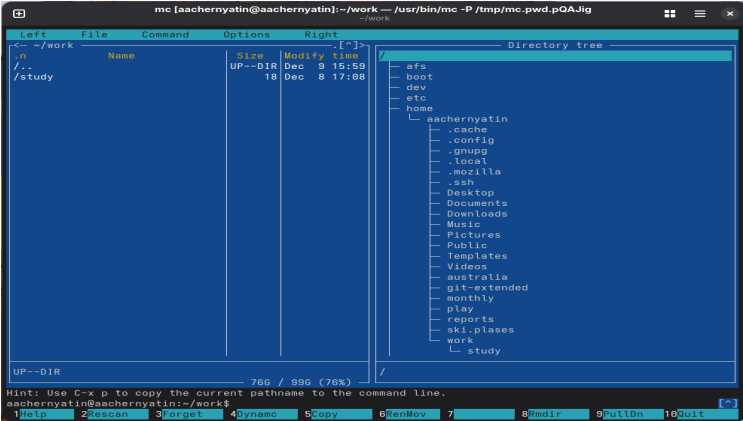 mc [aachernyatin@aachernyatin]:~/work — /usr/bin/mc -P /tmp/mc.pwd.pQAJig
~/work
Left File Command Options Right
<— ~/work .[^]>
.n Name Size Modify time
/.. UP--DIR Dec 9 15:59
/study 18 Dec 8 17:08
UP--DIR
76G / 99G (76%)
Directory tree
/
afs
boot
dev
etc
home
aachernyatin
.cache
.config
.gnupg
.local
.mozilla
.ssh
Desktop
Documents
Downloads
Music
Pictures
Public
Templates
Videos
australia
git-extended
monthly
play
reports
ski.plases
work
study
/
Hint: Use C-x p to copy the current pathname to the command line.
aachernyatin@aachernyatin:~/work$ [^]
1Help 2Rescan 3Forget 4Dynamc 5Copy 6RenMov 7 8Rmdir 9PullDn 10Quit